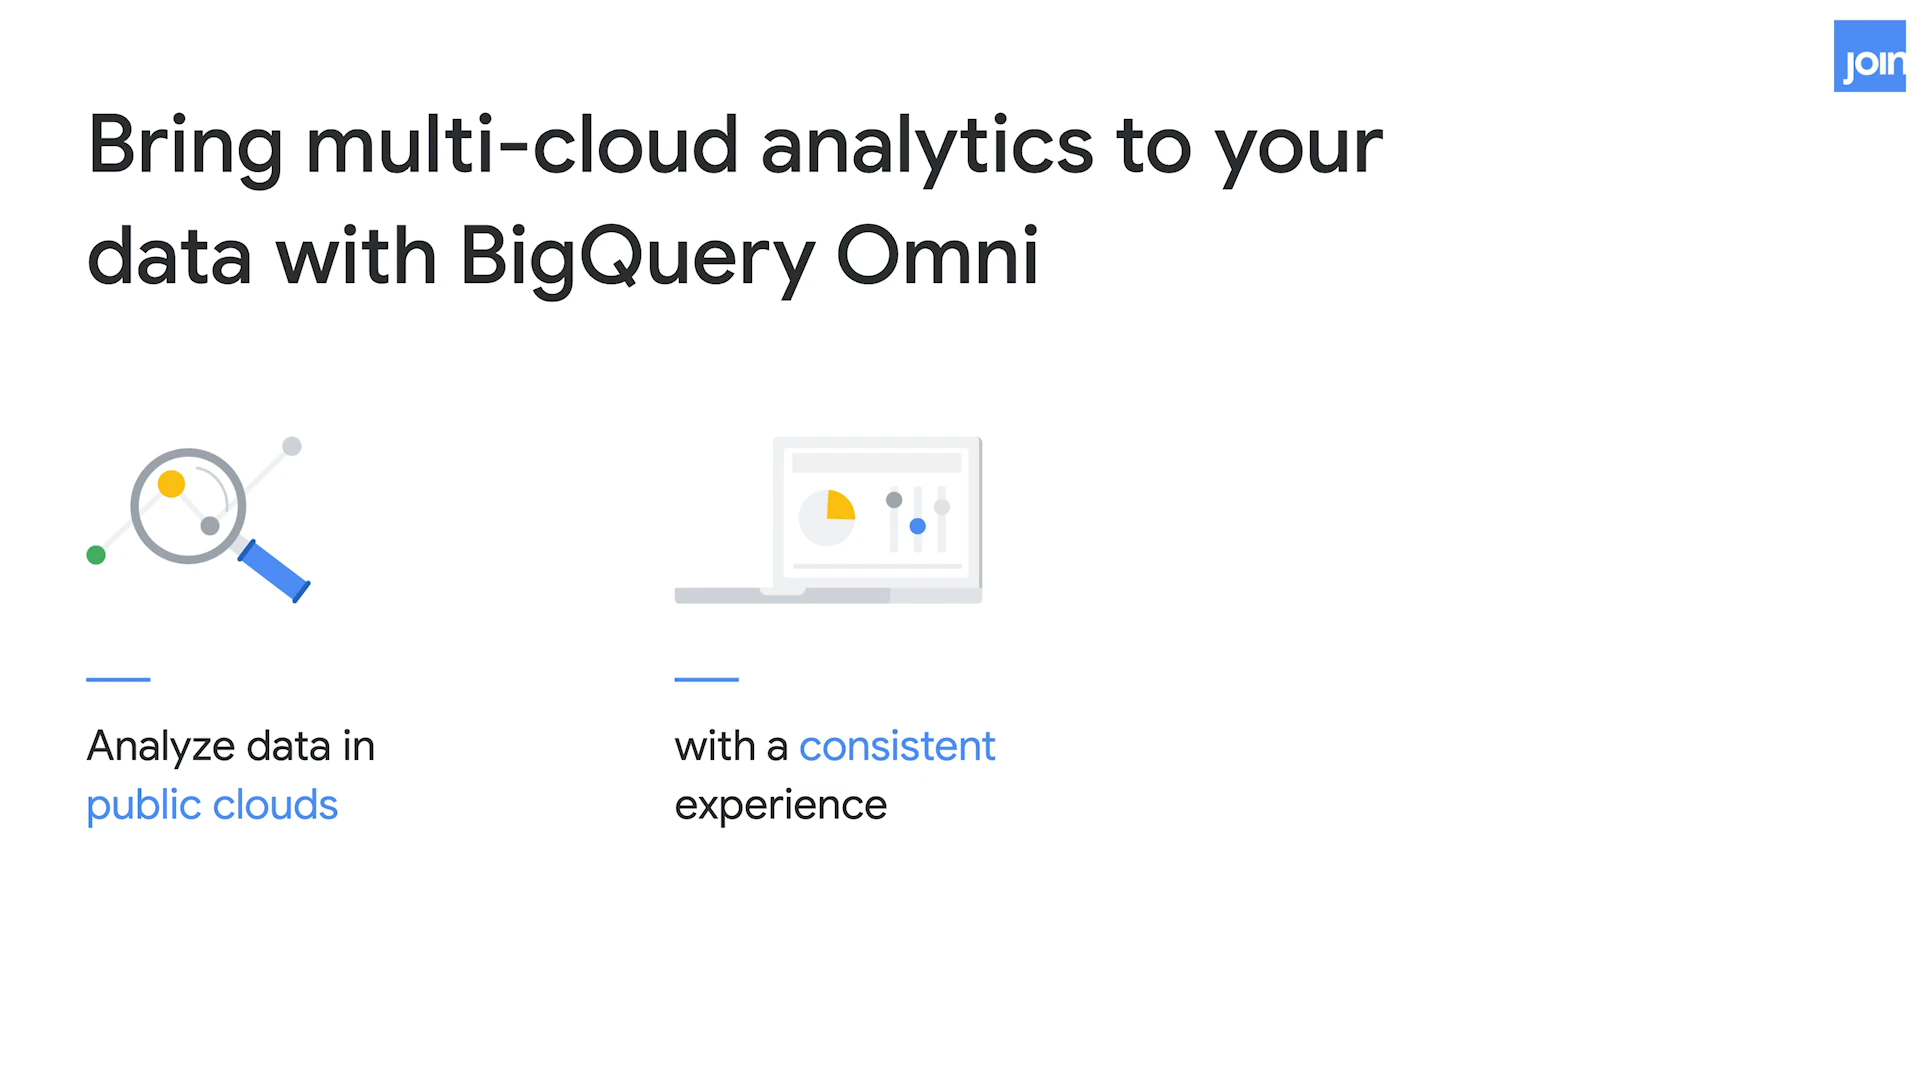 join
Bring multi-cloud analytics to your
data with BigQuery Omni
Analyze data in
public clouds
with a consistent
experience